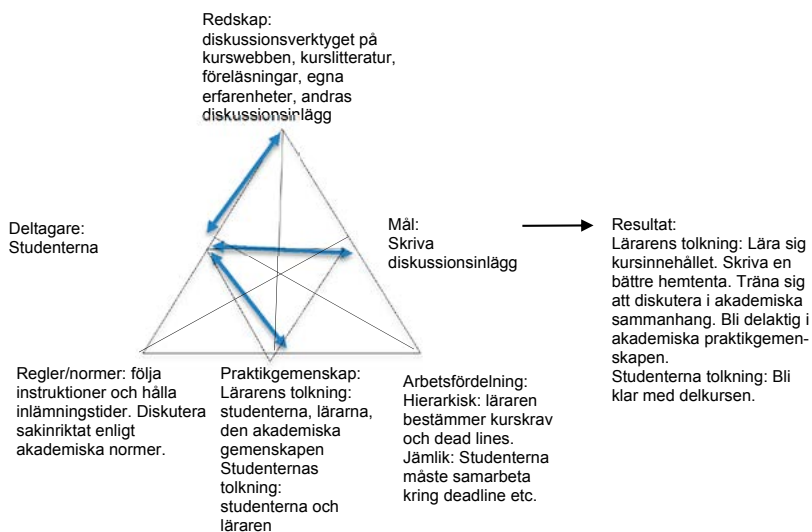 Redskap:
diskussionsverktyget på
kurswebben, kurslitteratur,
föreläsningar, egna
erfarenheter, andras
diskussionsinlägg
Deltagare:
Studenterna
Mål:
Skriva
diskussionsinlägg
Resultat:
Lärarens tolkning: Lära sig
kursinnehållet. Skriva en
bättre hemtenta. Träna sig
att diskutera i akademiska
sammanhang. Bli delaktig i
akademiska praktikgemen-
skapen.
Studenterna tolkning: Bli
klar med delkursen.
Regler/normer: följa
instruktioner och hålla
inlämningstider. Diskutera
sakinriktat enligt
akademiska normer.
Praktikgemenskap:
Lärarens tolkning:
studenterna, lärarna,
den akademiska
gemenskapen
Studenternas
tolkning:
studenterna och
läraren
Arbetsfördelning:
Hierarkisk: läraren
bestämmer kurskrav
och dead lines.
Jämlik: Studenterna
måste samarbeta
kring deadline etc.